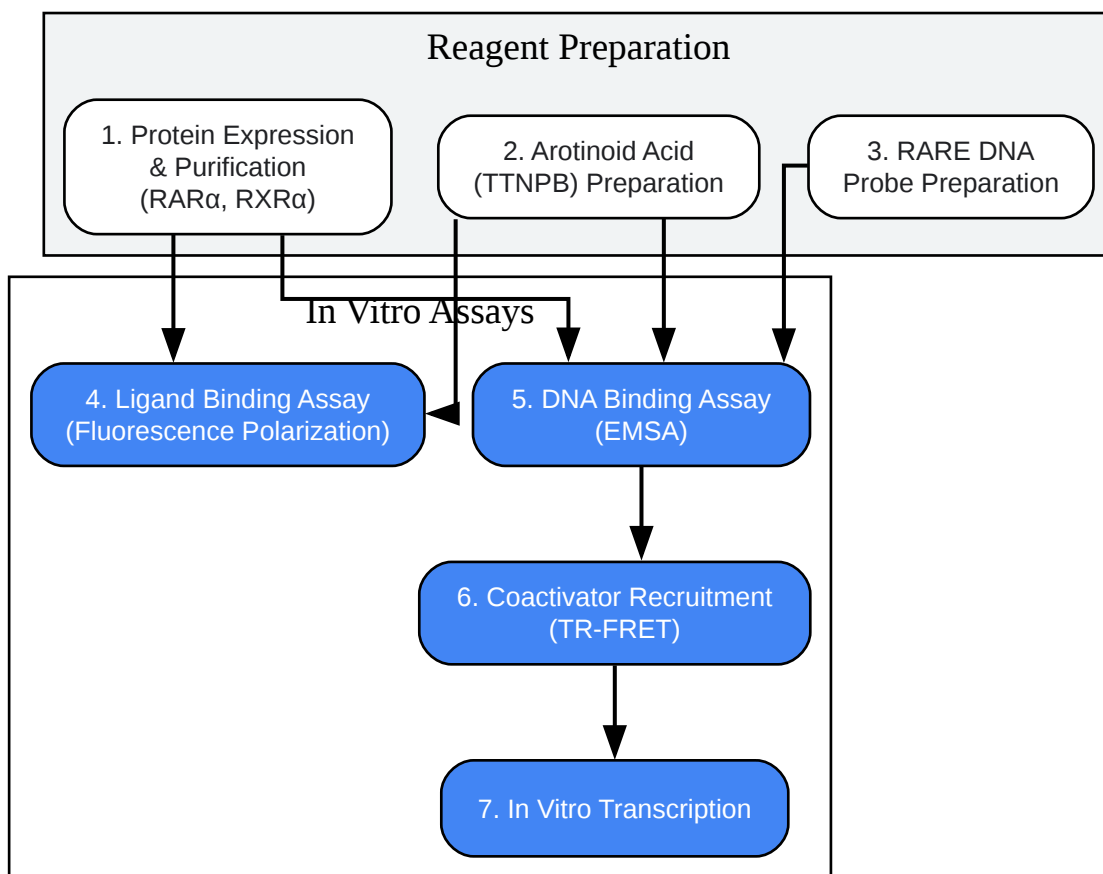 Reagent Preparation
1. Protein Expression
& Purification
(RARα, RXRα)
2. Arotinoid Acid
(TTNPB) Preparation
3. RARE DNA
Probe Preparation
In Vitro Assays
4. Ligand Binding Assay
(Fluorescence Polarization)
5. DNA Binding Assay
(EMSA)
6. Coactivator Recruitment
(TR-FRET)
7. In Vitro Transcription